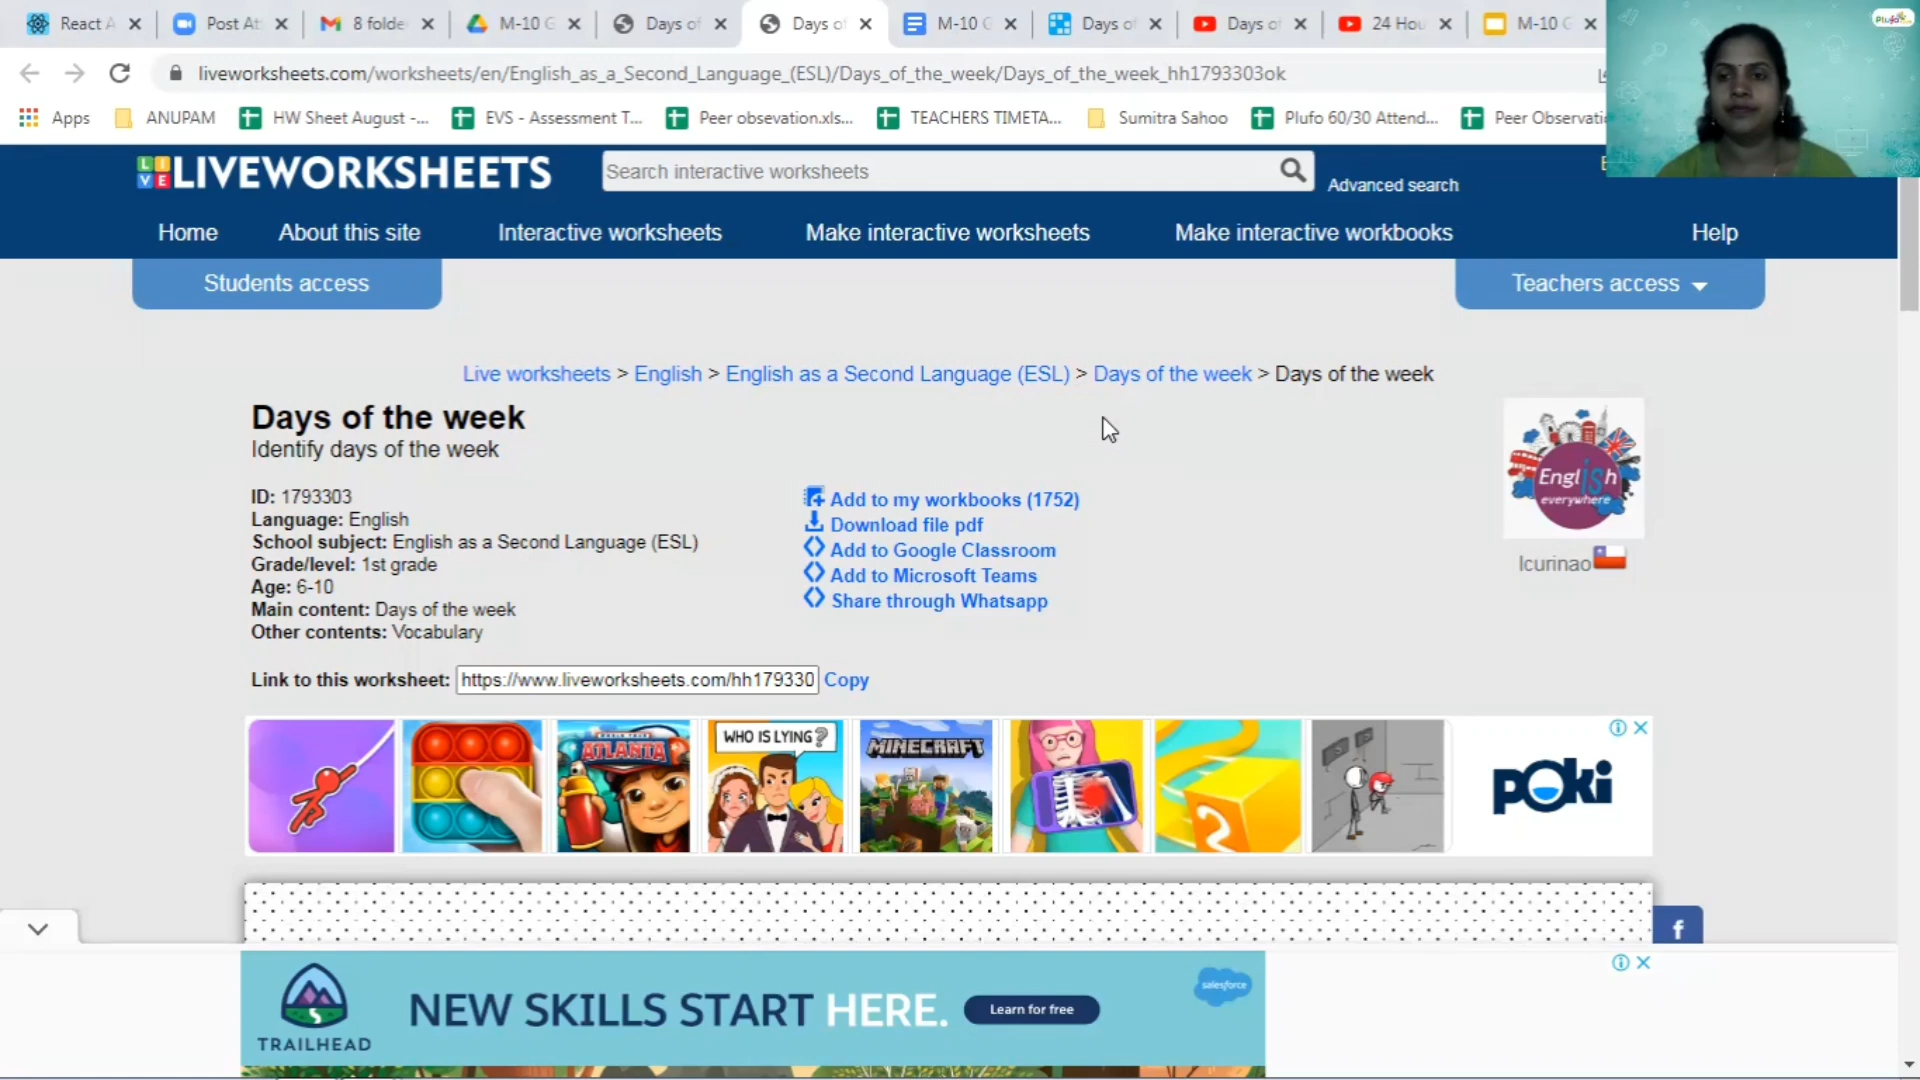 React A
Post At
8 folde
M-10 G
Days of
Days of
M-10 G
Days of
Days of
24 Hou
M-10 G
Plufo
liveworksheets.com/worksheets/en/English_as_a_Second_Language_(ESL)/Days_of_the_week/Days_of_the_week_hh1793303ok
Apps
ANUPAM
HW Sheet August -...
EVS - Assessment T...
Peer obsevation.xls...
TEACHERS TIMETA...
Sumitra Sahoo
Plufo 60/30 Attend...
Peer Observati
LIVE LIVEWORKSHEETS
Search interactive worksheets
Advanced search
Home
About this site
Interactive worksheets
Make interactive worksheets
Make interactive workbooks
Help
Students access
Teachers access
Live worksheets > English > English as a Second Language (ESL) > Days of the week > Days of the week
Days of the week
Identify days of the week
ID: 1793303
Language: English
School subject: English as a Second Language (ESL)
Grade/level: 1st grade
Age: 6-10
Main content: Days of the week
Other contents: Vocabulary
Add to my workbooks (1752)
Download file pdf
Add to Google Classroom
Add to Microsoft Teams
Share through Whatsapp
English
everywhere
lcurinao
Link to this worksheet: https://www.liveworksheets.com/hh179330 Copy
ATLANTA
WHO IS LYING?
MINECRAFT
2
POKi
f
TRAILHEAD
NEW SKILLS START HERE.
Learn for free
salesforce